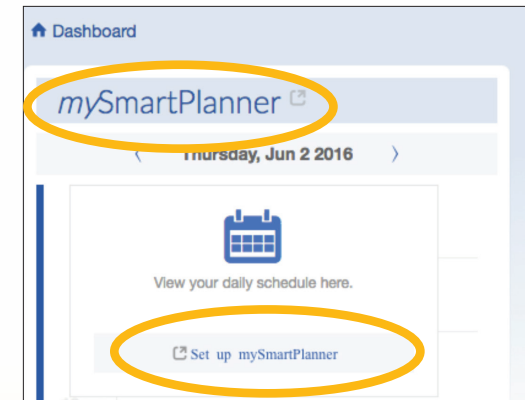 Dashboard
mySmartPlanner
Thursday, Jun 2 2016
View your daily schedule here.
Set up mySmartPlanner